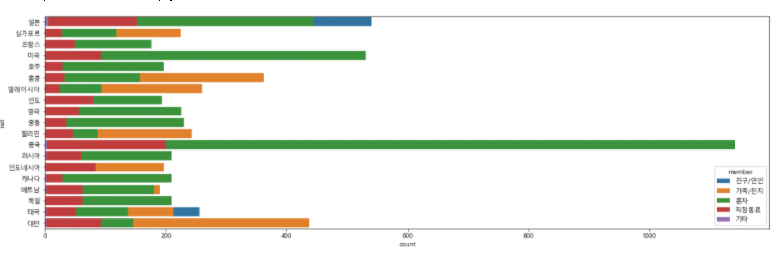 일본
싱가포르
프랑스
미국
호주
홍콩
말레이시아
인도
영국
중동
필리핀
중국
러시아
인도네시아
캐나다
베트남
독일
태국
대만
0 200 400 600 800 1000
count
member
친구/연인
가족/친지
혼자
직장동료
기타